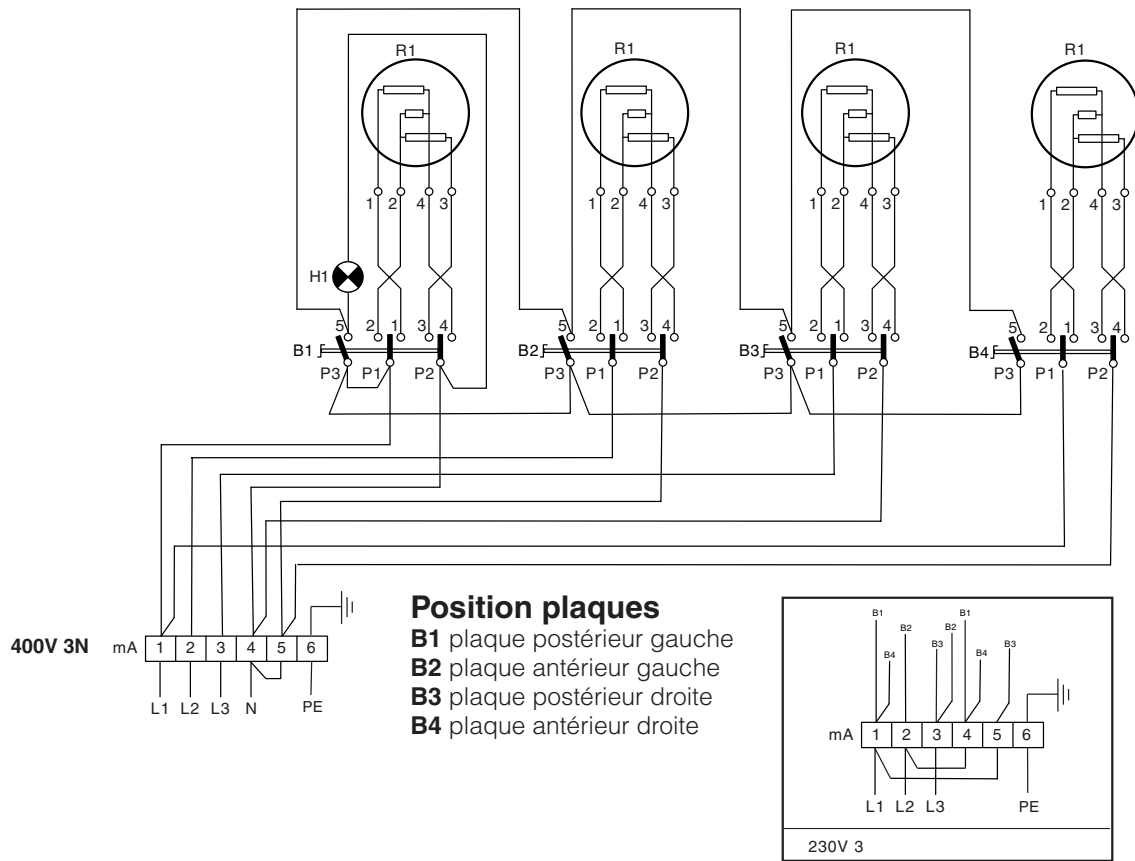 R1 R1 R1 R1
1 2 4 3 1 2 4 3 1 2 4 3 1 2 4 3
H1
5 2 1 3 4 5 2 1 3 4 5 2 1 3 4 5 2 1 3 4
B1 B2 B3 B4
P3 P1 P2 P3 P1 P2 P3 P1 P2 P3 P1 P2
400V 3N mA 1 2 3 4 5 6
L1 L2 L3 N PE
Position plaques
B1 plaque postérieur gauche
B2 plaque antérieur gauche
B3 plaque postérieur droite
B4 plaque antérieur droite
B1 B1
B2 B2
B4 B3 B4 B3
mA 1 2 3 4 5 6
L1 L2 L3 PE
230V 3